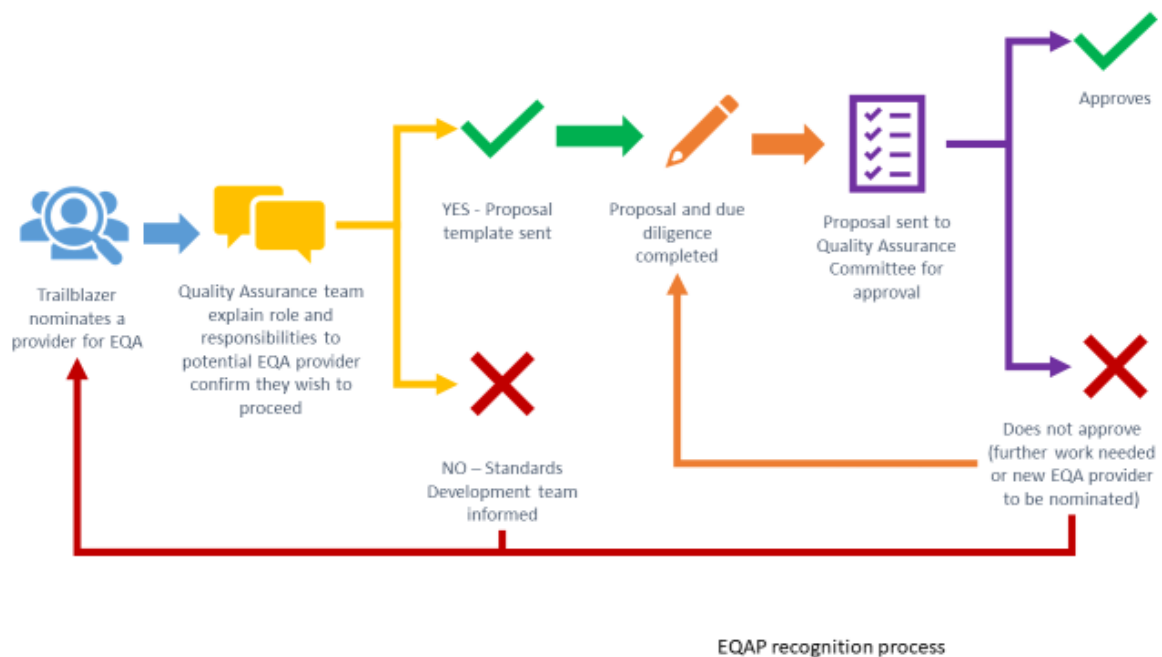 Trailblazer
nominates a
provider for EQA
Quality Assurance team
explain role and
responsibilities to
potential EQA provider
confirm they wish to
proceed
YES - Proposal
template sent
NO – Standards
Development team
informed
Proposal and due
diligence
completed
Proposal sent to
Quality Assurance
Committee for
approval
Approves
Does not approve
(further work needed
or new EQA provider
to be nominated)
EQAP recognition process